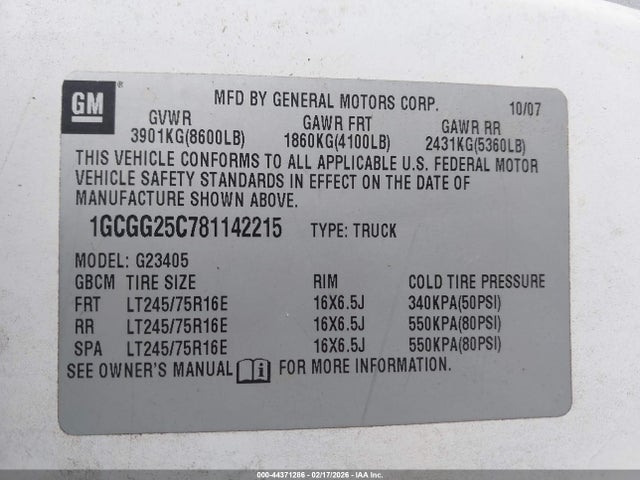 GM®
MFD BY GENERAL MOTORS CORP. 10/07
GVWR GAWR FRT GAWR RR
3901KG(8600LB) 1860KG(4100LB) 2431KG(5360LB)
THIS VEHICLE CONFORMS TO ALL APPLICABLE U.S. FEDERAL MOTOR
VEHICLE SAFETY STANDARDS IN EFFECT ON THE DATE OF
MANUFACTURE SHOWN ABOVE.
1GCGG25C781142215 TYPE: TRUCK
MODEL: G23405
GBCM TIRE SIZE RIM COLD TIRE PRESSURE
FRT LT245/75R16E 16X6.5J 340KPA(50PSI)
RR LT245/75R16E 16X6.5J 550KPA(80PSI)
SPA LT245/75R16E 16X6.5J 550KPA(80PSI)
SEE OWNER'S MANUAL i FOR MORE INFORMATION.
000-44371286 - 02/17/2026 - IAA, Inc.